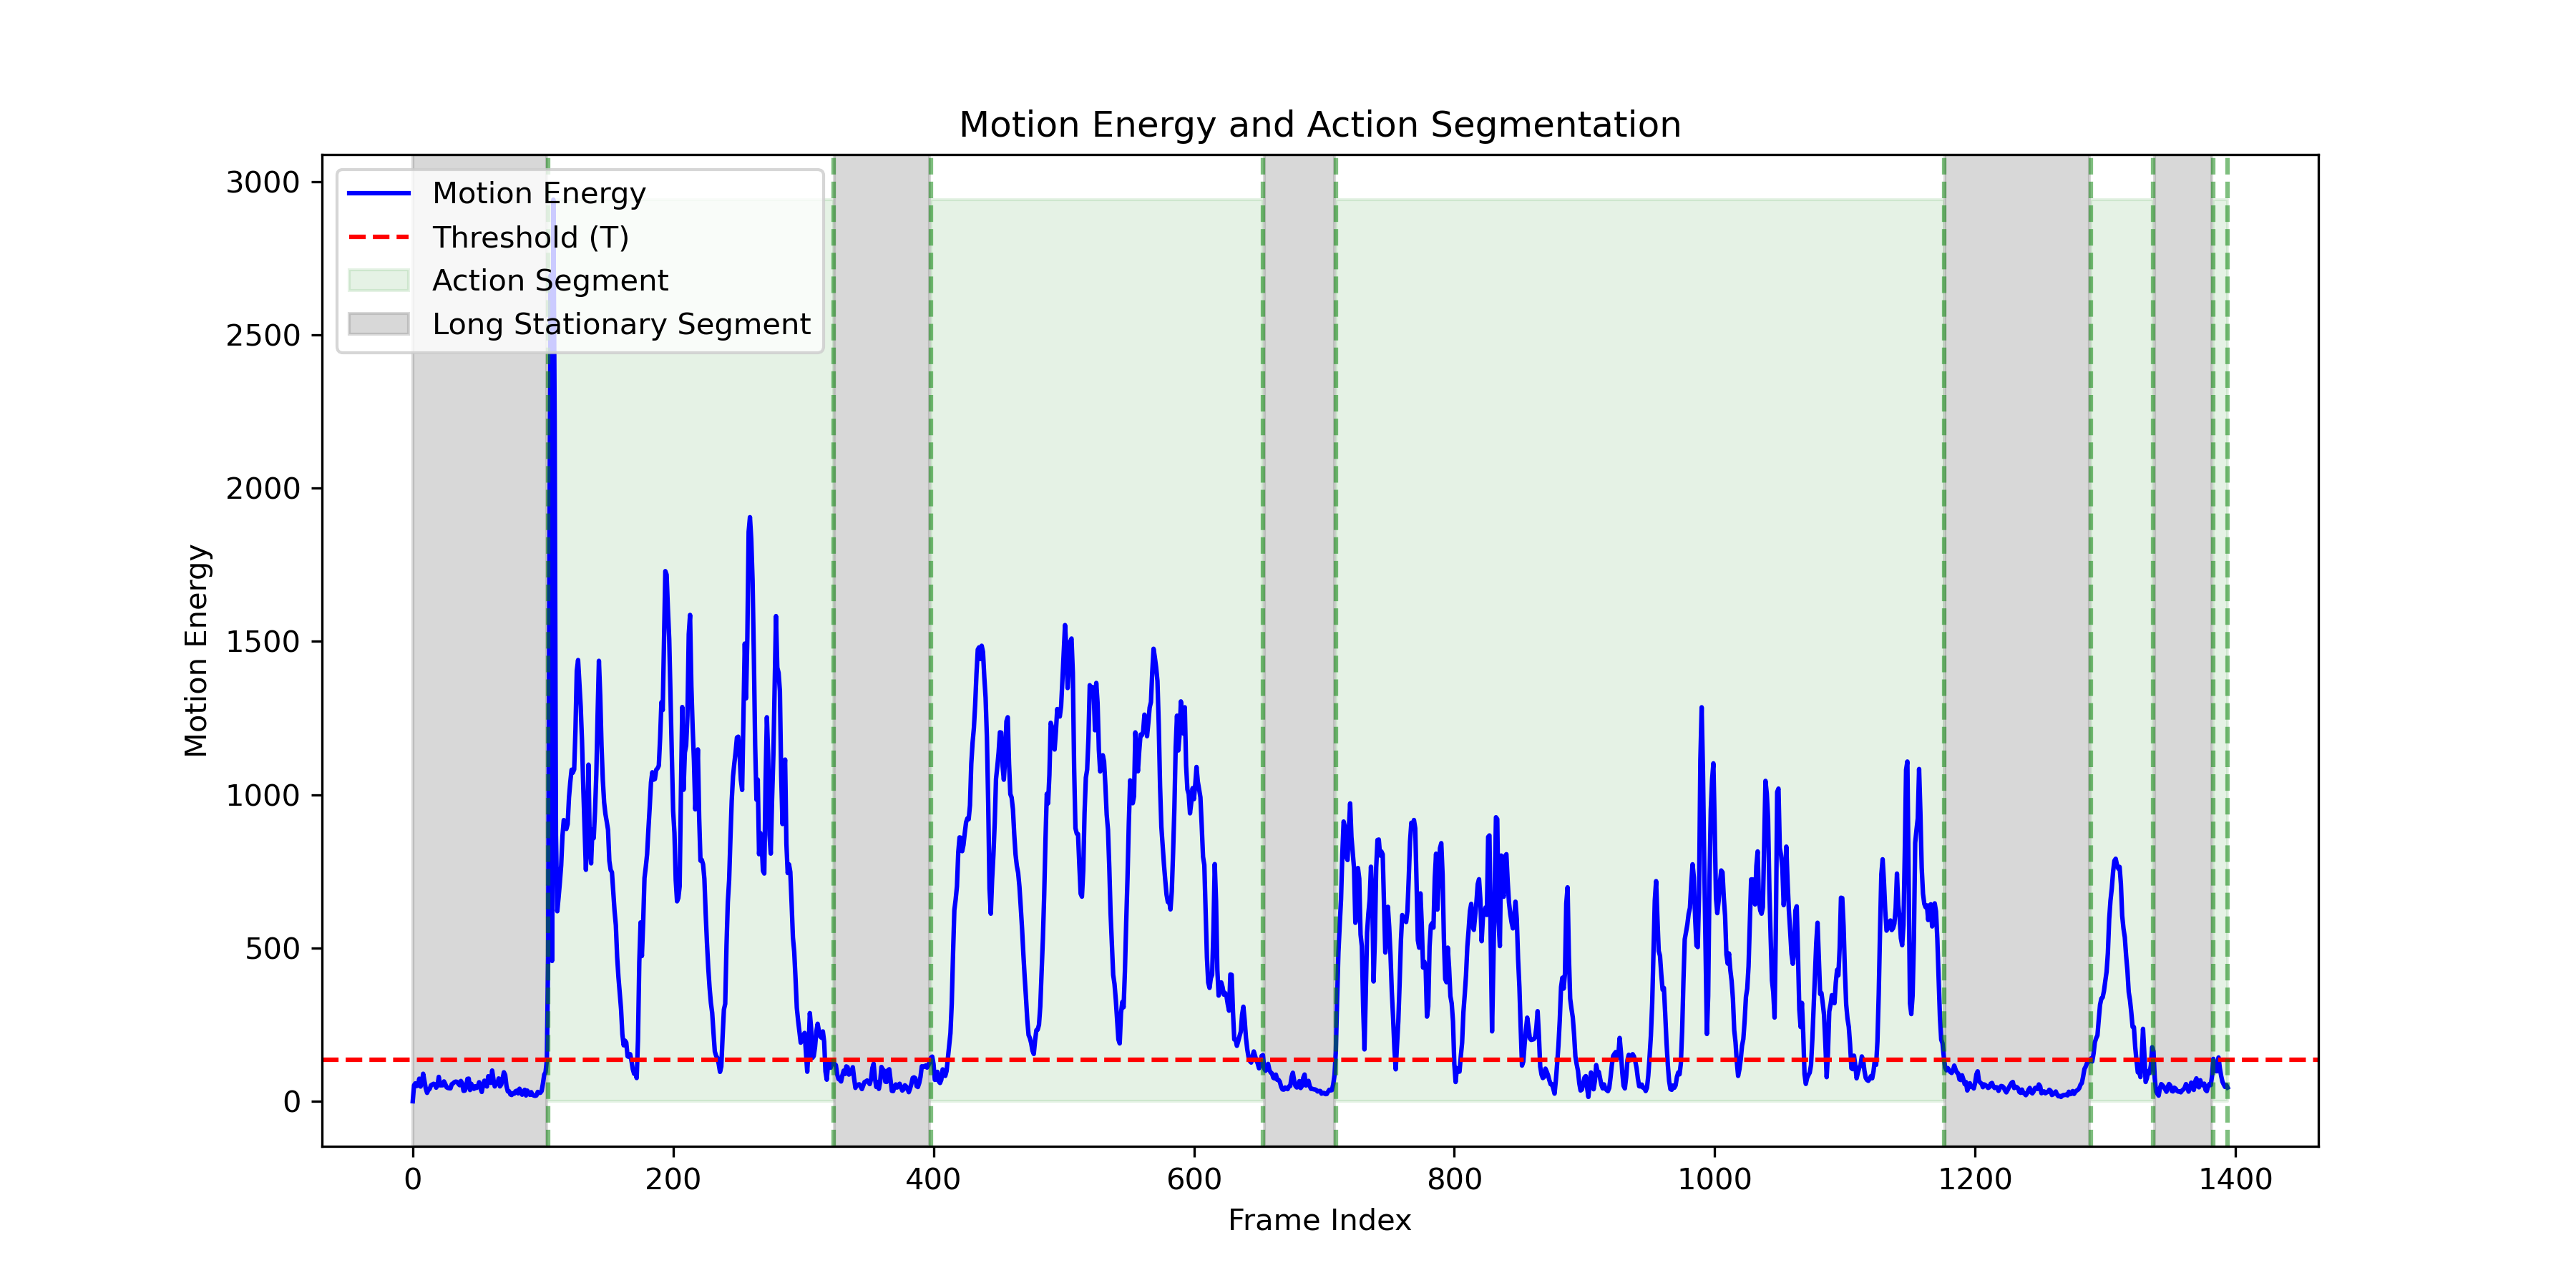 Motion Energy and Action Segmentation
Motion Energy
Threshold (T)
Action Segment
Long Stationary Segment
3000
2500
2000
1500
1000
500
0
Motion Energy
0 200 400 600 800 1000 1200 1400
Frame Index